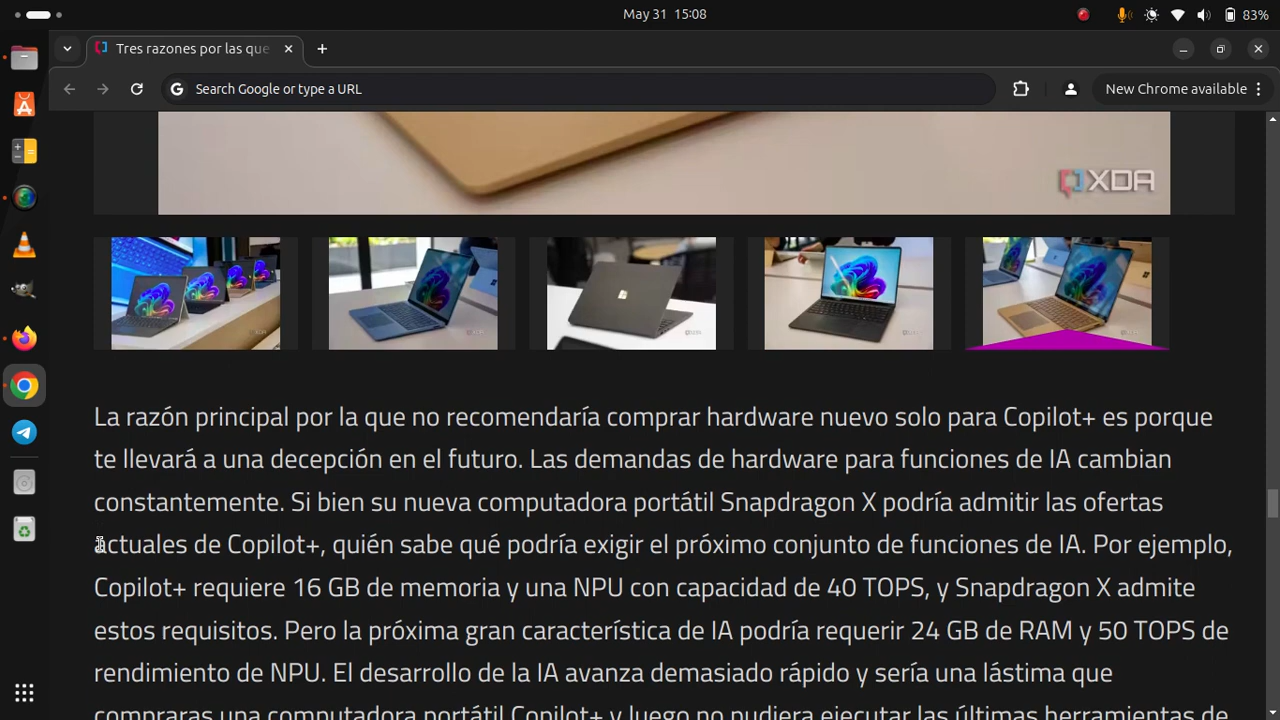 May 31 15:08
83%
Tres razones por las que
Search Google or type a URL
New Chrome available
XDA
La razón principal por la que no recomendaría comprar hardware nuevo solo para Copilot+ es porque
te llevará a una decepción en el futuro. Las demandas de hardware para funciones de IA cambian
constantemente. Si bien su nueva computadora portátil Snapdragon X podría admitir las ofertas
actuales de Copilot+, quién sabe qué podría exigir el próximo conjunto de funciones de IA. Por ejemplo,
Copilot+ requiere 16 GB de memoria y una NPU con capacidad de 40 TOPS, y Snapdragon X admite
estos requisitos. Pero la próxima gran característica de IA podría requerir 24 GB de RAM y 50 TOPS de
rendimiento de NPU. El desarrollo de la IA avanza demasiado rápido y sería una lástima que
compraras una computadora portátil Copilot+ y luego no pudiera ejecutar las últimas herramientas de